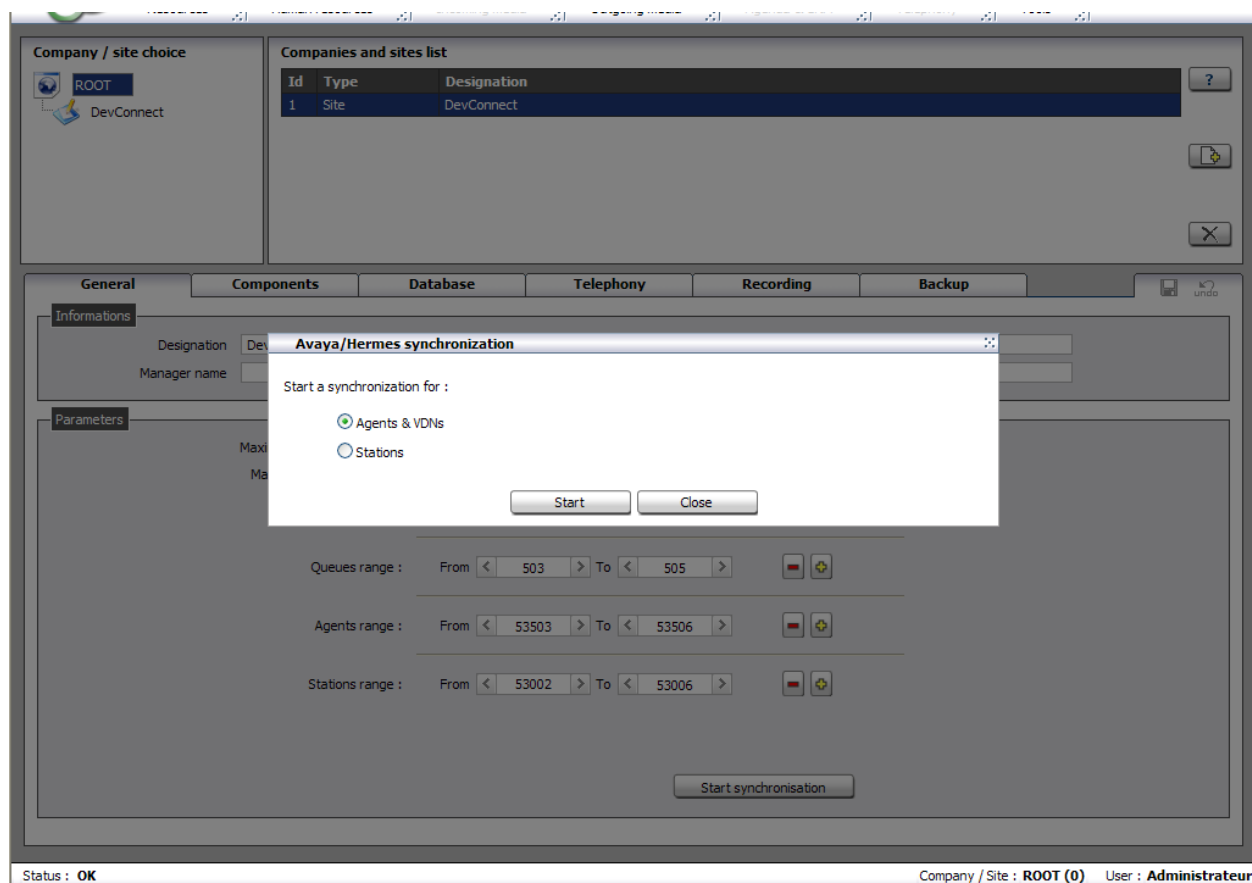 Company / site choice
ROOT
DevConnect
Companies and sites list
Id Type Designation
1 Site DevConnect
?
General Components Database Telephony Recording Backup
undo
Informations
Designation
Manager name
Avaya/Hermes synchronization
Start a synchronization for :
Agents & VDNs
Stations
Start Close
Parameters
Queues range : From < 503 > To < 505 >
Agents range : From < 53503 > To < 53506 >
Stations range : From < 53002 > To < 53006 >
Start synchronisation
Status : OK
Company / Site : ROOT (0) User : Administrateur